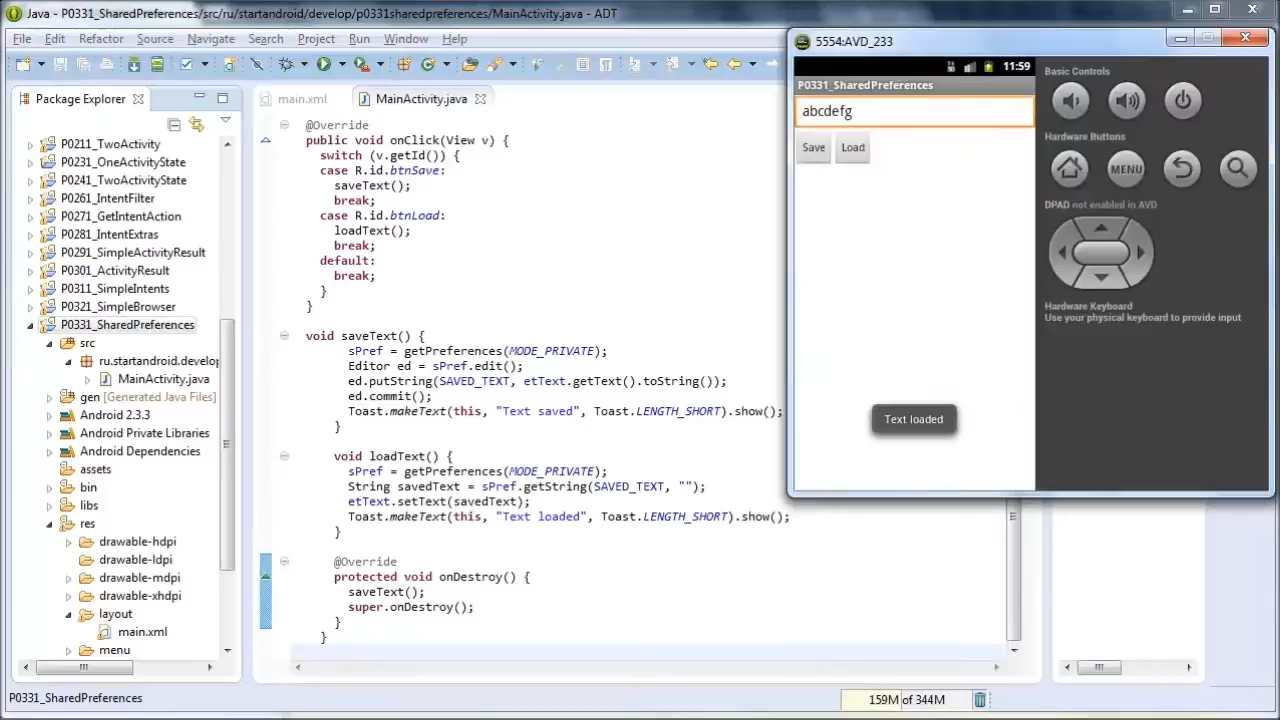 Java - P0331_SharedPreferences/src/ru/startandroid/develop/p0331sharedpreferences/MainActivity.java - ADT
File Edit Refactor Source Navigate Search Project Run Window Help
Package Explorer
P0211_TwoActivity
P0231_OneActivityState
P0241_TwoActivityState
P0261_IntentFilter
P0271_GetIntentAction
P0281_IntentExtras
P0291_SimpleActivityResult
P0301_ActivityResult
P0311_SimpleIntents
P0321_SimpleBrowser
P0331_SharedPreferences
src
ru.startandroid.develop
MainActivity.java
gen [Generated Java Files]
Android 2.3.3
Android Private Libraries
Android Dependencies
assets
bin
libs
res
drawable-hdpi
drawable-ldpi
drawable-mdpi
drawable-xhdpi
layout
main.xml
menu
main.xml MainActivity.java
@Override
public void onClick(View v) {
switch (v.getId()) {
case R.id.btnSave:
saveText();
break;
case R.id.btnLoad:
loadText();
break;
default:
break;
}
}
void saveText() {
sPref = getPreferences(MODE_PRIVATE);
Editor ed = sPref.edit();
ed.putString(SAVED_TEXT, etText.getText().toString());
ed.commit();
Toast.makeText(this, "Text saved", Toast.LENGTH_SHORT).show();
}
void loadText() {
sPref = getPreferences(MODE_PRIVATE);
String savedText = sPref.getString(SAVED_TEXT, "");
etText.setText(savedText);
Toast.makeText(this, "Text loaded", Toast.LENGTH_SHORT).show();
}
@Override
protected void onDestroy() {
saveText();
super.onDestroy();
}
}
5554:AVD_233
11:59
P0331_SharedPreferences
abcdefg
Save Load
Text loaded
Basic Controls
Hardware Buttons
MENU
DPAD not enabled in AVD
Hardware Keyboard
Use your physical keyboard to provide input
P0331_SharedPreferences
159M of 344M